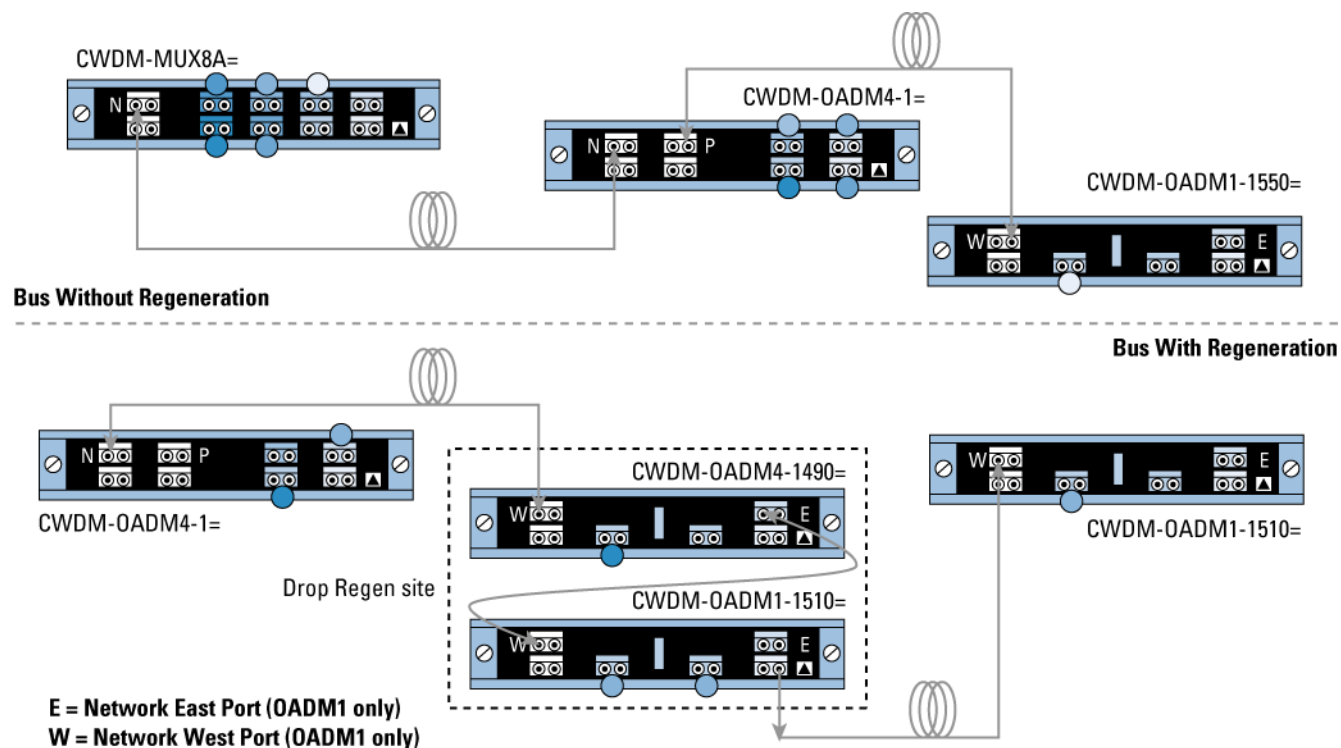 CWDM-MUX8A=
N
CWDM-OADM4-1=
N P
CWDM-OADM1-1550=
W E
Bus Without Regeneration
Bus With Regeneration
N P
CWDM-OADM4-1=
CWDM-OADM4-1490=
W E
Drop Regen site
CWDM-OADM1-1510=
W E
W E
CWDM-OADM1-1510=
E = Network East Port (OADM1 only)
W = Network West Port (OADM1 only)